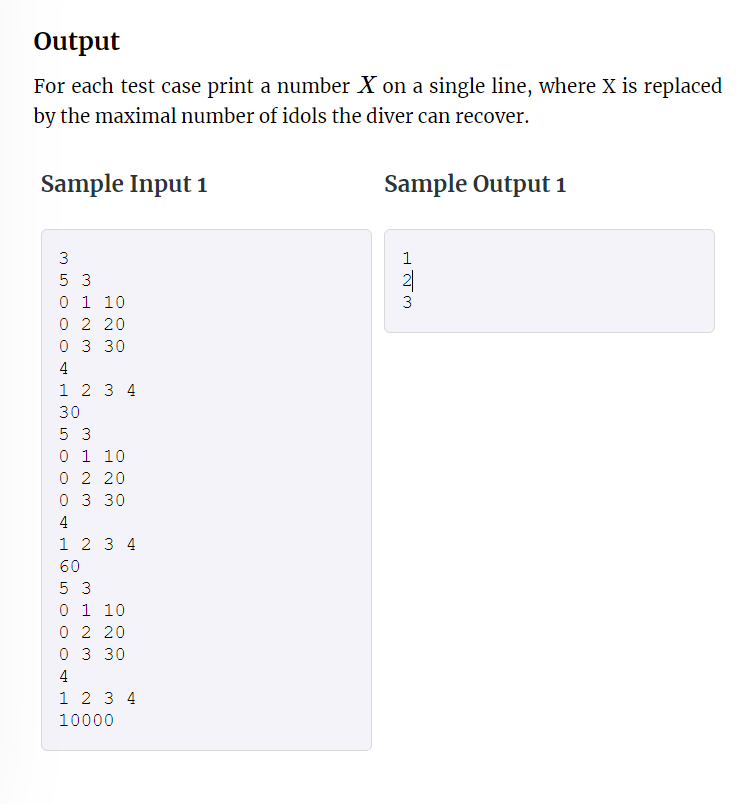 Output
For each test case print a number X on a single line, where X is replaced
by the maximal number of idols the diver can recover.
Sample Input 1
3
5 3
0 1 10
0 2 20
0 3 30
4
1 2 3 4
30
5 3
0 1 10
0 2 20
0 3 30
4
1 2 3 4
60
5 3
0 1 10
0 2 20
0 3 30
4
1 2 3 4
10000
Sample Output 1
1
2
3